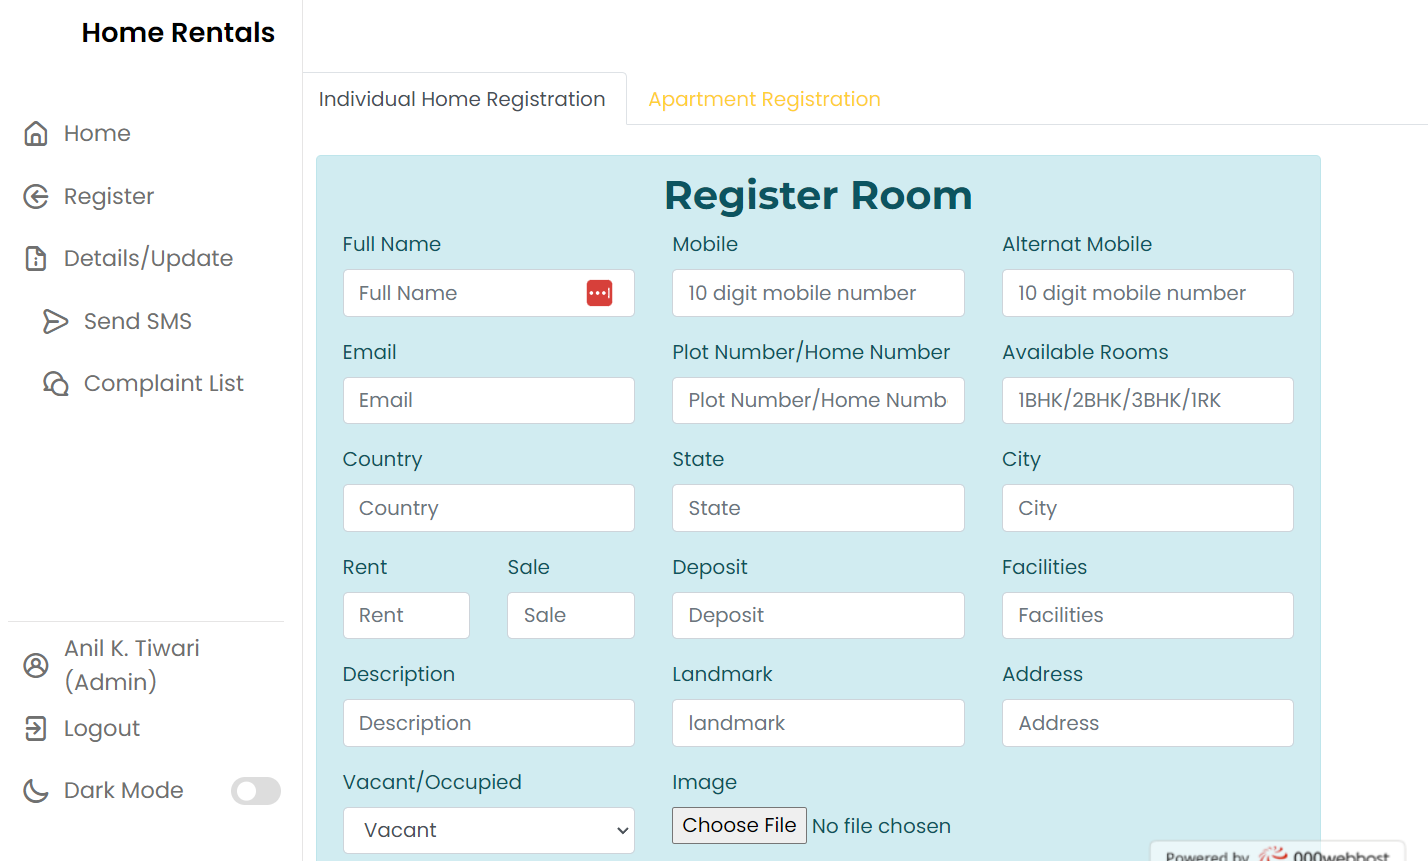 Home Rentals
Home
Register
Details/Update
Send SMS
Complaint List
Anil K. Tiwari
(Admin)
Logout
Dark Mode
Individual Home Registration
Apartment Registration
Register Room
Full Name Mobile Alternat Mobile
Full Name 10 digit mobile number 10 digit mobile number
Email Plot Number/Home Number Available Rooms
Email Plot Number/Home Numb 1BHK/2BHK/3BHK/1RK
Country State City
Country State City
Rent Sale Deposit Facilities
Rent Sale Deposit Facilities
Description Landmark Address
Description landmark Address
Vacant/Occupied Image
Vacant Choose File No file chosen
Powered by 000webhost